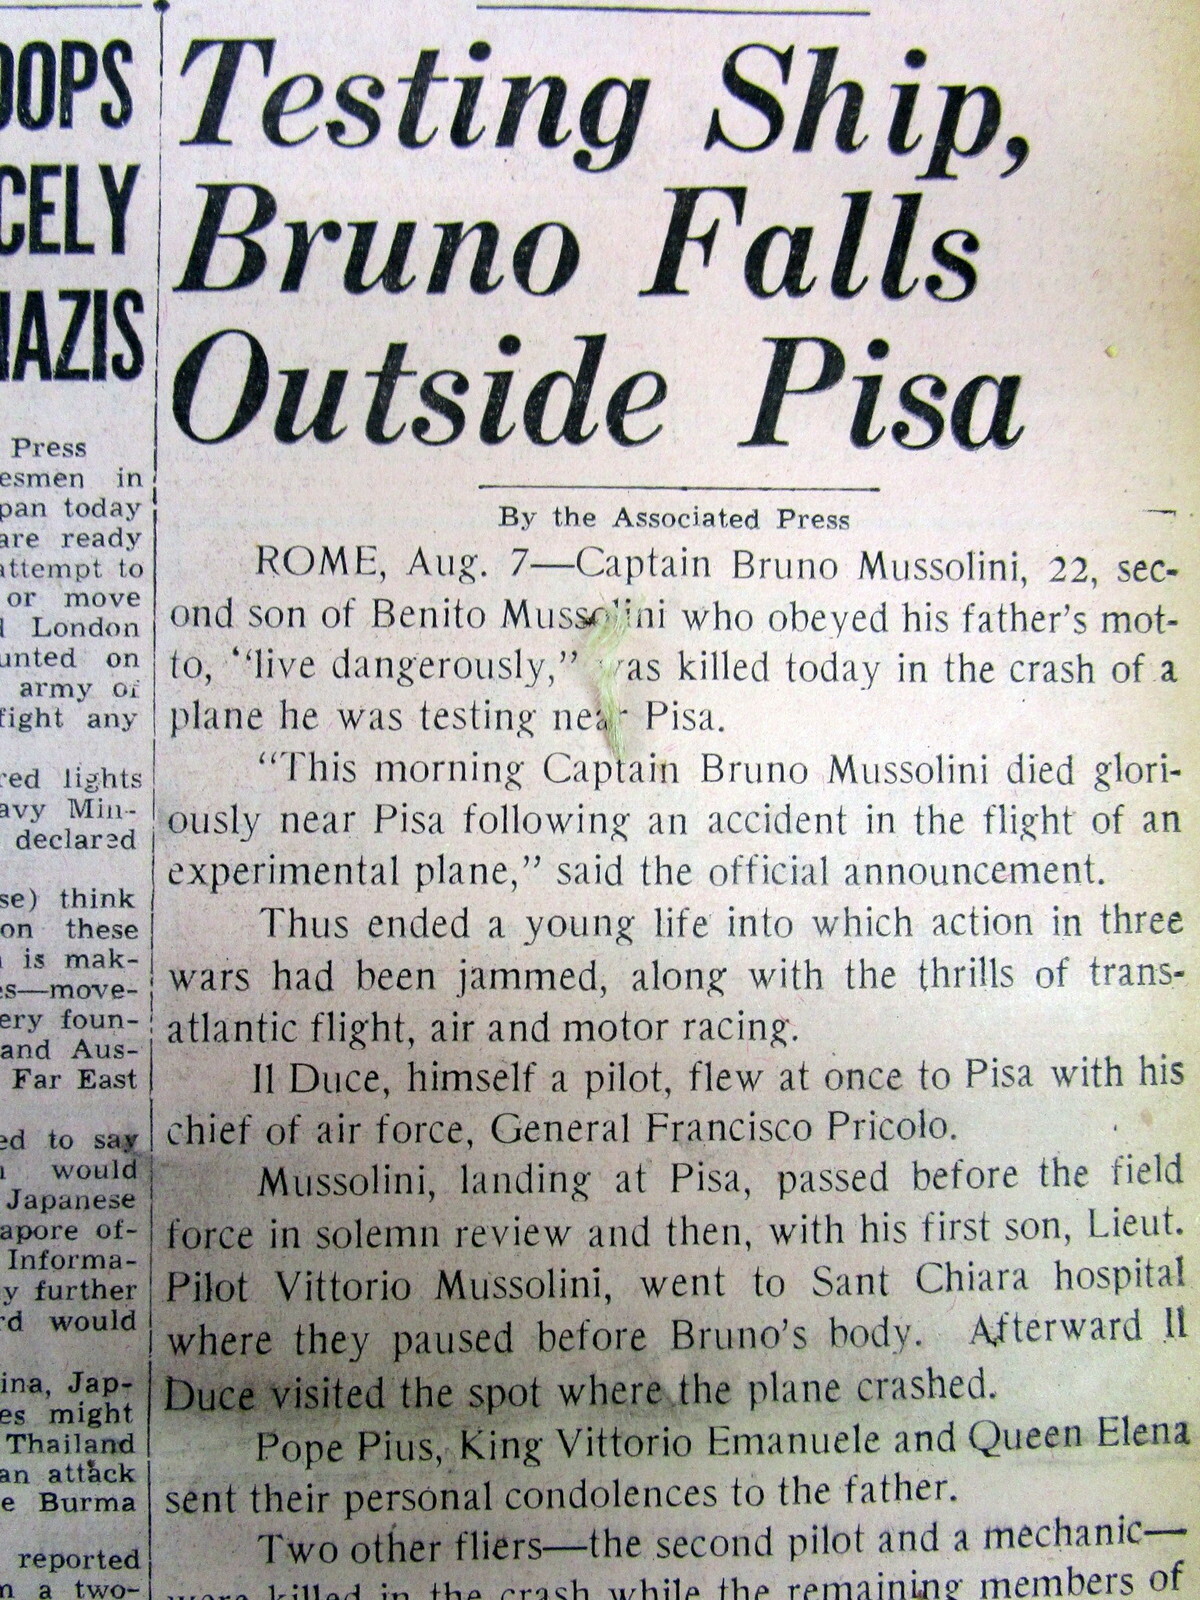 OOPS
CELY
NAZIS
Press
esmen in
pan today
are ready
attempt to
or move
London
unted on
army of
fight any
red lights
avy Min-
declared
se) think
on these
is mak-
es—move-
ery foun-
and Aus-
Far East
ed to say
would
Japanese
apore of-
Informa-
y further
rd would
ina, Jap-
es might
Thailand
an attack
e Burma
reported
m a two-
Testing Ship,
Bruno Falls
Outside Pisa
By the Associated Press
ROME, Aug. 7—Captain Bruno Mussolini, 22, sec-
ond son of Benito Mussolini who obeyed his father's mot-
to, "live dangerously," was killed today in the crash of a
plane he was testing near Pisa.
"This morning Captain Bruno Mussolini died glori-
ously near Pisa following an accident in the flight of an
experimental plane," said the official announcement.
Thus ended a young life into which action in three
wars had been jammed, along with the thrills of trans-
atlantic flight, air and motor racing.
Il Duce, himself a pilot, flew at once to Pisa with his
chief of air force, General Francisco Pricolo.
Mussolini, landing at Pisa, passed before the field
force in solemn review and then, with his first son, Lieut.
Pilot Vittorio Mussolini, went to Sant Chiara hospital
where they paused before Bruno's body. Afterward Il
Duce visited the spot where the plane crashed.
Pope Pius, King Vittorio Emanuele and Queen Elena
sent their personal condolences to the father.
Two other fliers—the second pilot and a mechanic—
were killed in the crash while the remaining members of